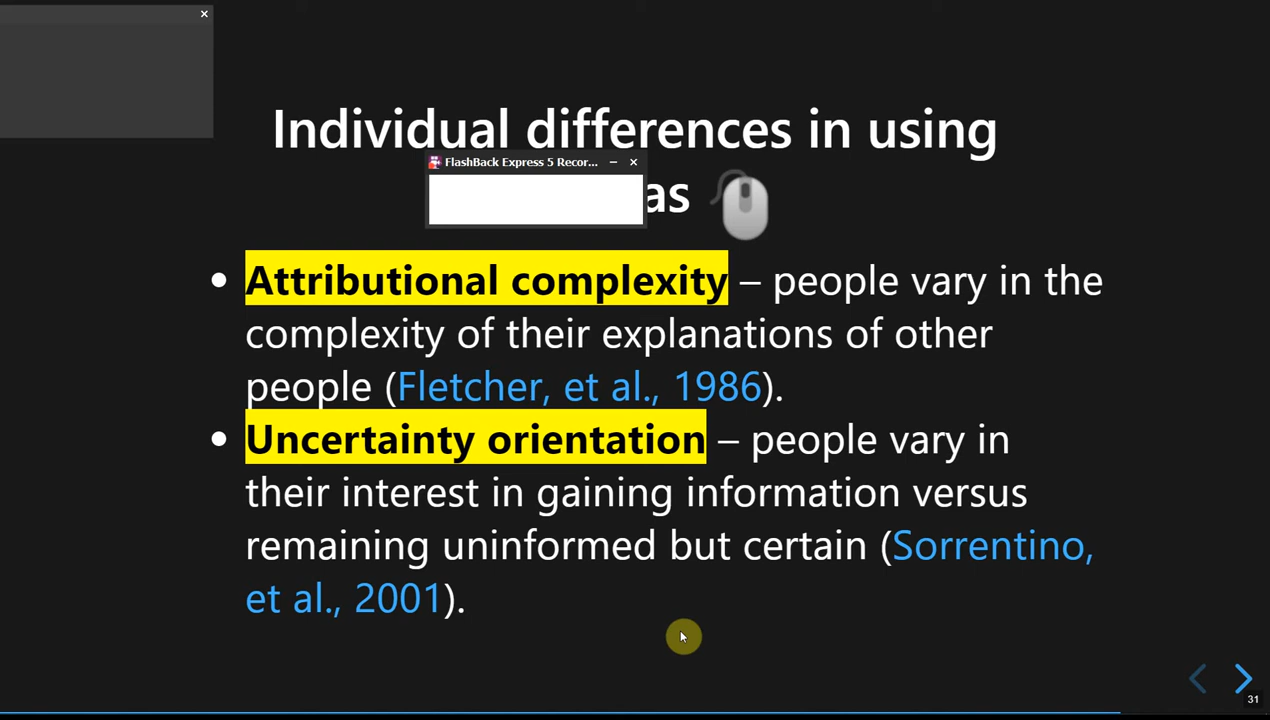 Individual differences in using
FlashBack Express 5 Recor...
as
• Attributional complexity – people vary in the
complexity of their explanations of other
people (Fletcher, et al., 1986).
• Uncertainty orientation – people vary in
their interest in gaining information versus
remaining uninformed but certain (Sorrentino,
et al., 2001).
31